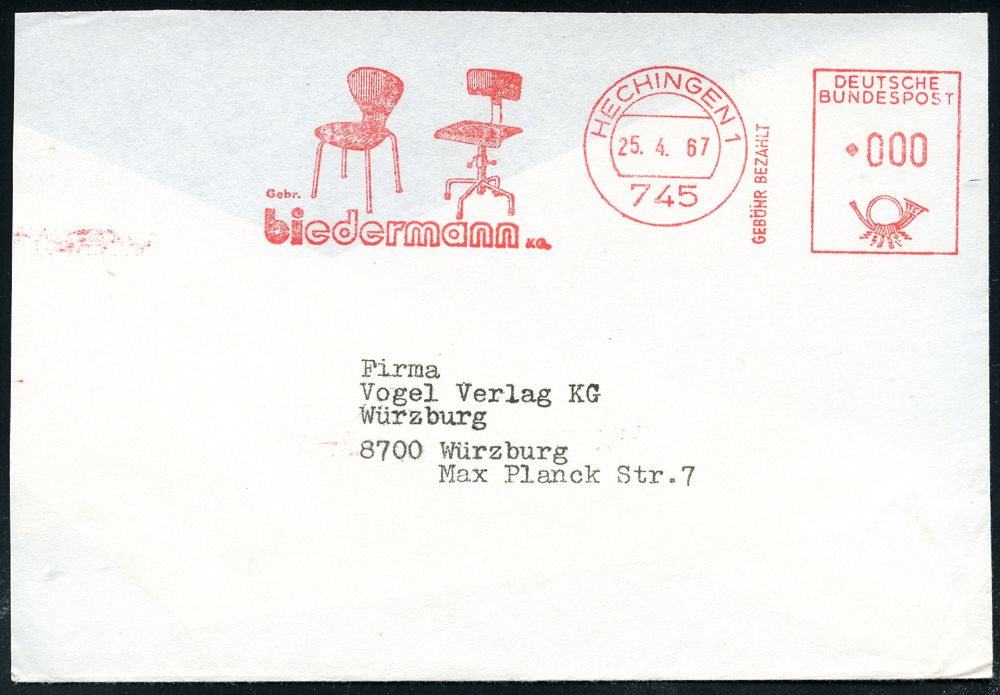 Gebr.
biedermann KG.
HECHINGEN 1
25. 4. 67
745
GEBÜHR BEZAHLT
DEUTSCHE
BUNDESPOST
000
Firma
Vogel Verlag KG
Würzburg
8700 Würzburg
Max Planck Str.7